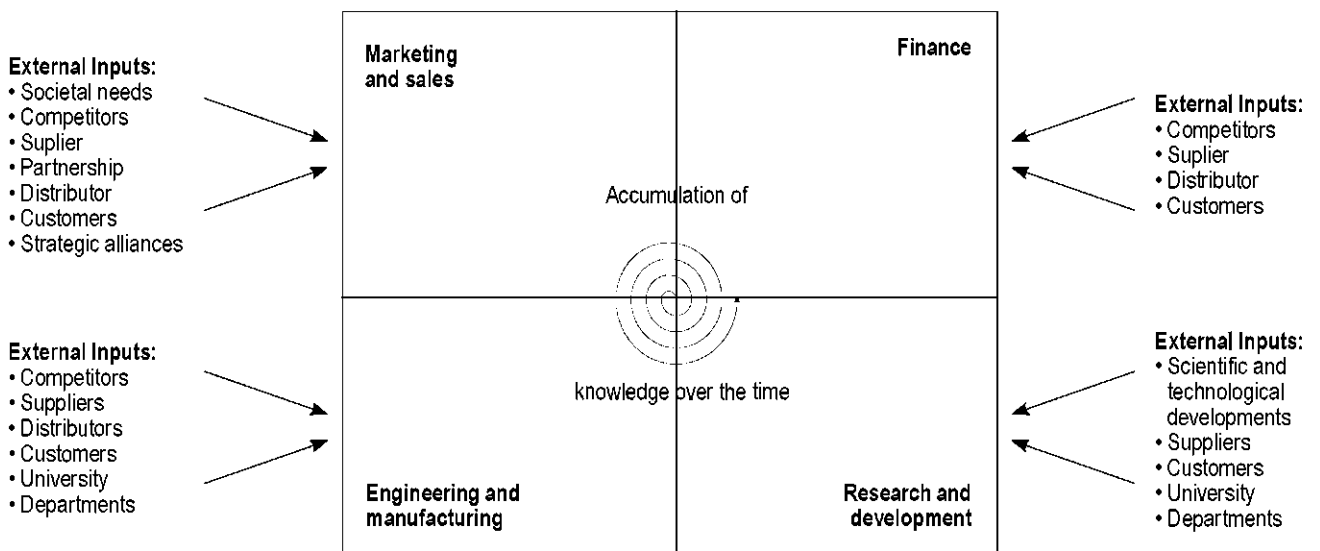 External Inputs:
• Societal needs
• Competitors
• Suplier
• Partnership
• Distributor
• Customers
• Strategic alliances
Marketing
and sales
Finance
External Inputs:
• Competitors
• Suplier
• Distributor
• Customers
Accumulation of
knowledge over the time
External Inputs:
• Competitors
• Suppliers
• Distributors
• Customers
• University
• Departments
Engineering and
manufacturing
Research and
development
External Inputs:
• Scientific and
technological
developments
• Suppliers
• Customers
• University
• Departments